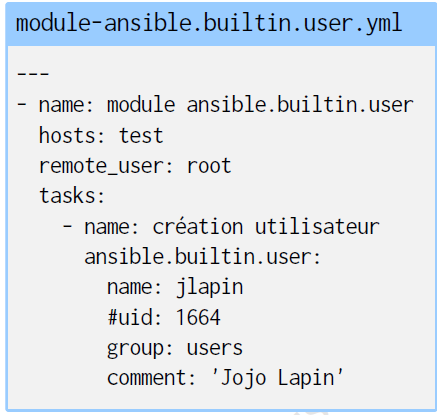 module-ansible.builtin.user.yml
---
- name: module ansible.builtin.user
  hosts: test
  remote_user: root
  tasks:
    - name: création utilisateur
      ansible.builtin.user:
        name: jlapin
        #uid: 1664
        group: users
        comment: 'Jojo Lapin'